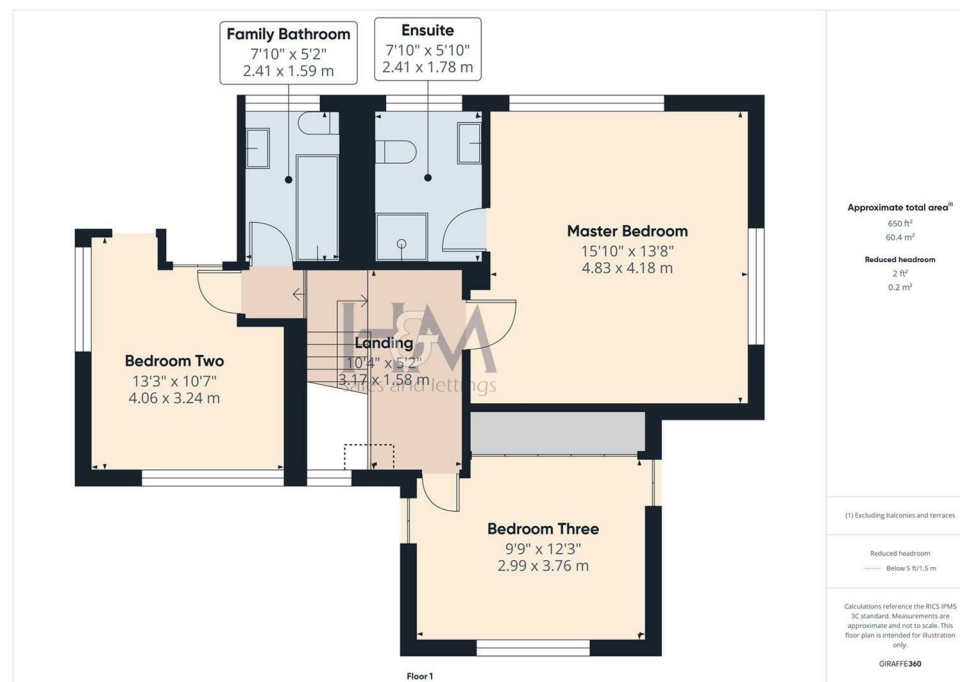 Family Bathroom
7'10" x 5'2"
2.41 x 1.59 m
Ensuite
7'10" x 5'10"
2.41 x 1.78 m
Master Bedroom
15'10" x 13'8"
4.83 x 4.18 m
Bedroom Two
13'3" x 10'7"
4.06 x 3.24 m
H&M
sales and lettings
Landing
10'4" x 5'2"
3.17 x 1.58 m
Bedroom Three
9'9" x 12'3"
2.99 x 3.76 m
Floor 1
Approximate total area(1)
650 ft²
60.4 m²
Reduced headroom
2 ft²
0.2 m²
(1) Excluding balconies and terraces
Reduced headroom
Below 5 ft/1.5 m
Calculations reference the RICS IPMS
3C standard. Measurements are
approximate and not to scale. This
floor plan is intended for illustration
only.
GIRAFFE360